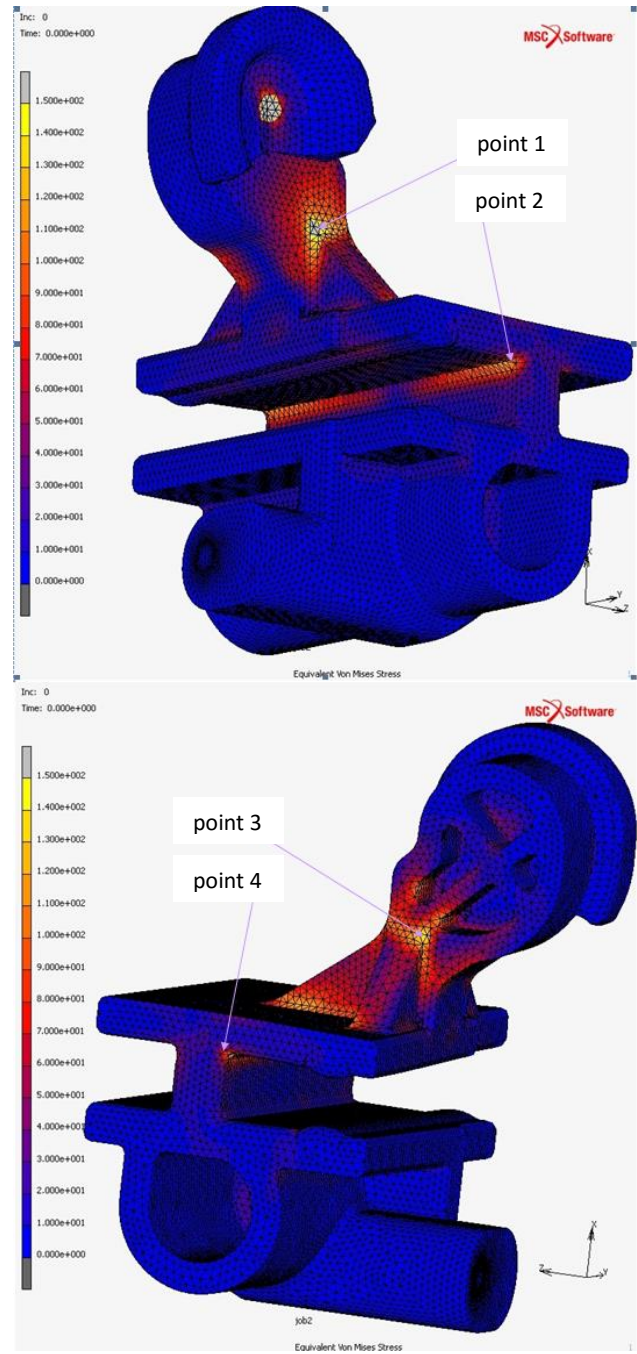 Inc: 0
Time: 0.000e+000
MSC Software
point 1
point 2
1.500e+002
1.400e+002
1.300e+002
1.200e+002
1.100e+002
1.000e+002
9.000e+001
8.000e+001
7.000e+001
6.000e+001
5.000e+001
4.000e+001
3.000e+001
2.000e+001
1.000e+001
0.000e+000
X
Y
Z
Equivalent Von Mises Stress
1
Inc: 0
Time: 0.000e+000
MSC Software
point 3
point 4
1.500e+002
1.400e+002
1.300e+002
1.200e+002
1.100e+002
1.000e+002
9.000e+001
8.000e+001
7.000e+001
6.000e+001
5.000e+001
4.000e+001
3.000e+001
2.000e+001
1.000e+001
0.000e+000
X
Z
Y
job2
Equivalent Von Mises Stress
1